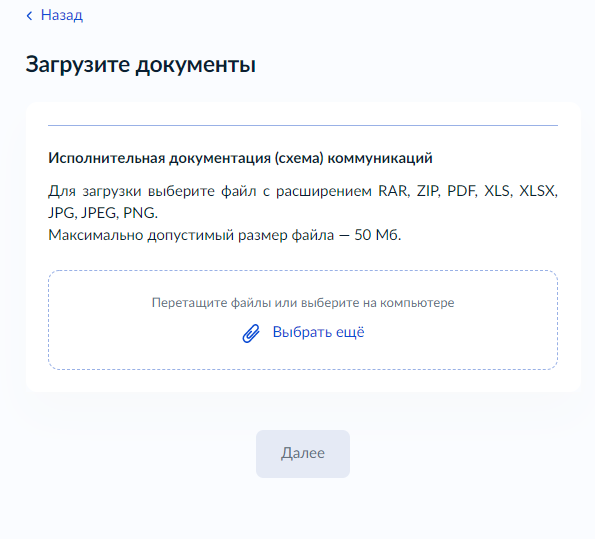 Назад
Загрузите документы
Исполнительная документация (схема) коммуникаций
Для загрузки выберите файл с расширением RAR, ZIP, PDF, XLS, XLSX,
JPG, JPEG, PNG.
Максимально допустимый размер файла — 50 Мб.
Перетащите файлы или выберите на компьютере
Выбрать ещё
Далее